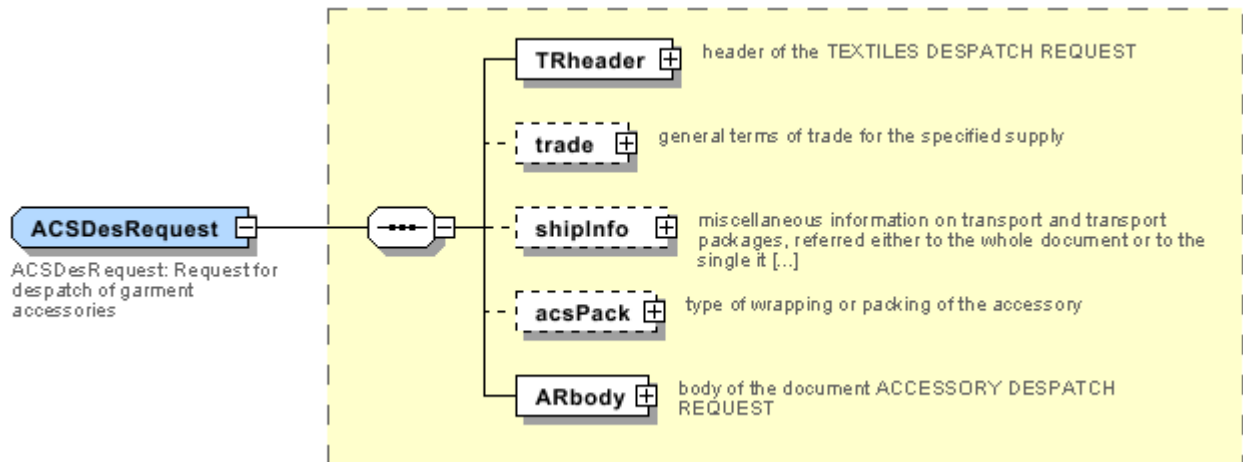 TRheader
header of the TEXTILES DESPATCH REQUEST
trade
general terms of trade for the specified supply
ACSDesRequest
ACSDesRequest: Request for
despatch of garment
accessories
shipInfo
miscellaneous information on transport and transport
packages, referred either to the whole document or to the
single it [...]
acsPack
type of wrapping or packing of the accessory
ARbody
body of the document ACCESSORY DESPATCH
REQUEST